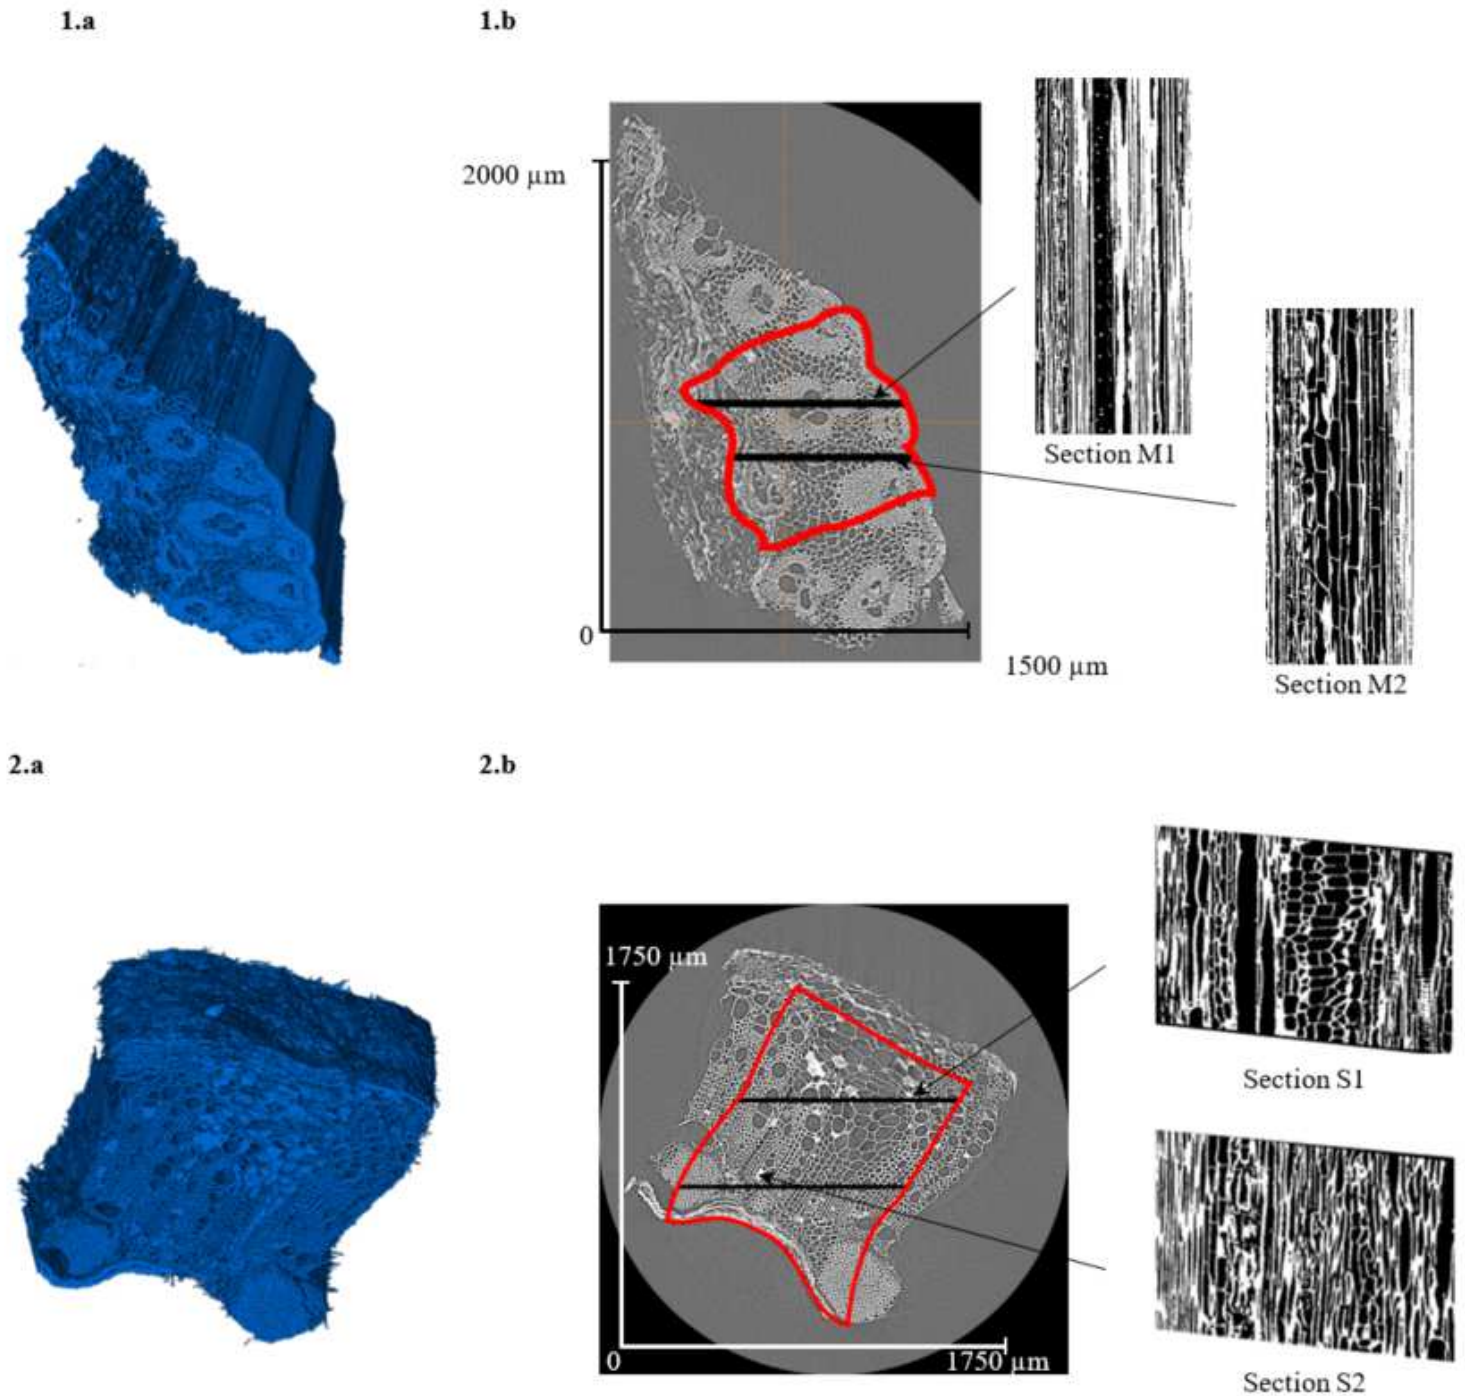 1.a
1.b
2000 µm
0
1500 µm
Section M1
Section M2
2.a
2.b
1750 µm
0
1750 µm
Section S1
Section S2